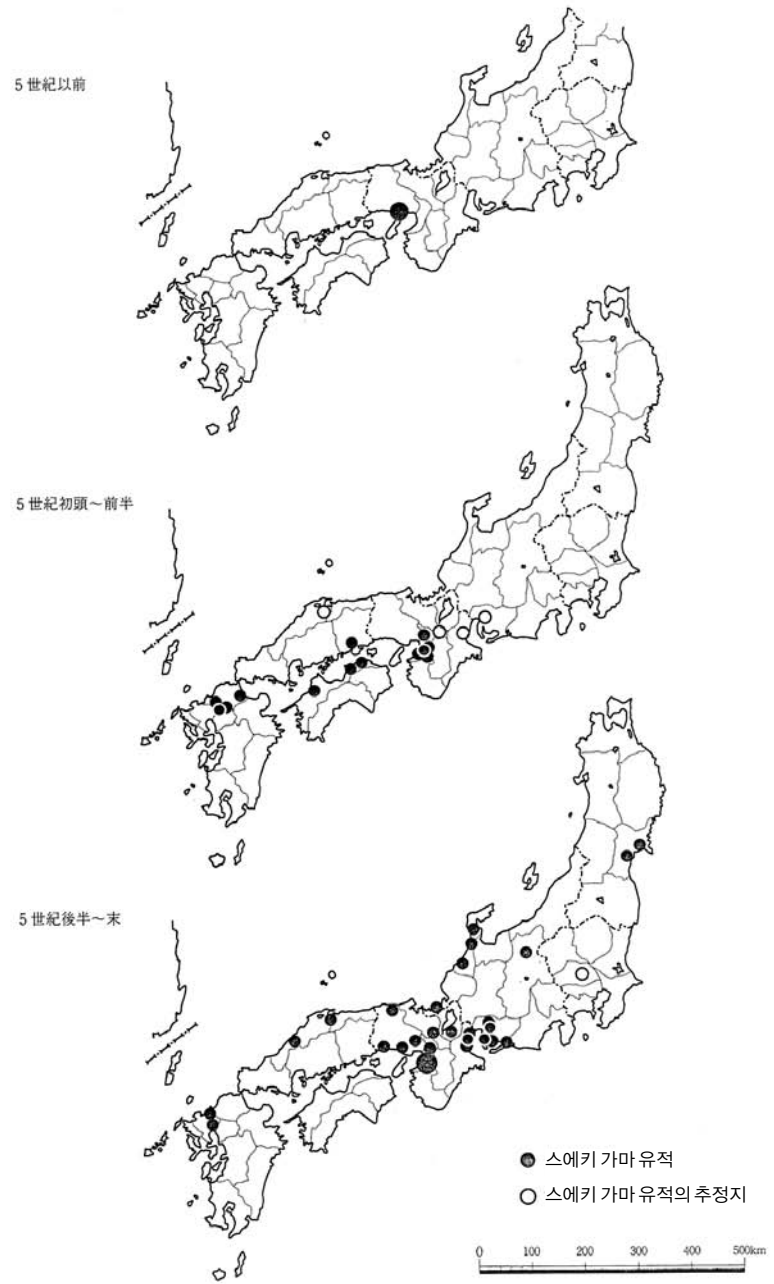 5世紀以前
5世紀初頭～前半
5世紀後半～末
스에키 가마 유적
스에키 가마 유적의 추정지
0 100 200 300 400 500km